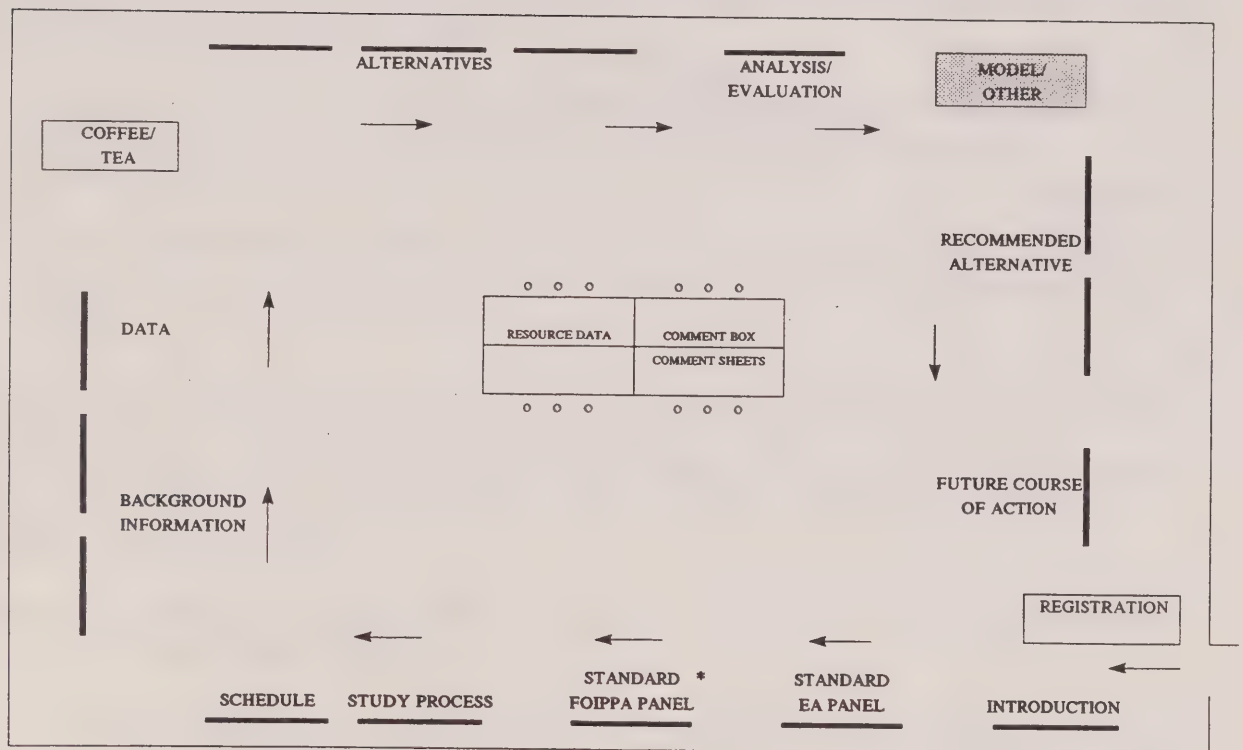 ALTERNATIVES
ANALYSIS/
EVALUATION
MODEL/
OTHER
COFFEE/
TEA
RECOMMENDED
ALTERNATIVE
DATA
RESOURCE DATA
COMMENT BOX
COMMENT SHEETS
BACKGROUND
INFORMATION
FUTURE COURSE
OF ACTION
REGISTRATION
SCHEDULE
STUDY PROCESS
STANDARD *
FOIPPA PANEL
STANDARD
EA PANEL
INTRODUCTION